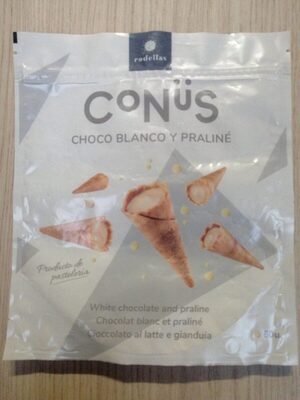 rodellas
CONÜS
CHOCO BLANCO Y PRALINÉ
Producto de
pastelería
White chocolate and praline
Chocolat blanc et praliné
Cioccolato al latte e gianduia